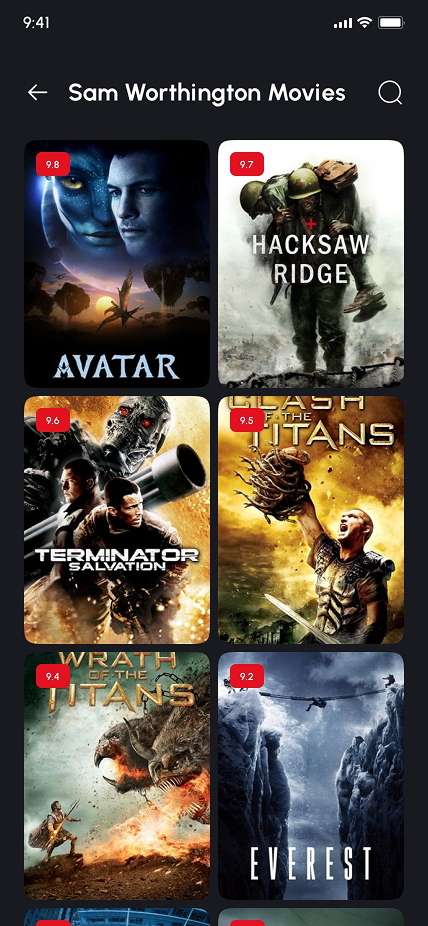 9:41
Sam Worthington Movies
9.8
AVATAR
9.7
HACKSAW
RIDGE
9.6
TERMINATOR
SALVATION
9.5
CLASH
OF THE
TITANS
9.4
WRATH
OF THE
TITANS
9.2
EVEREST